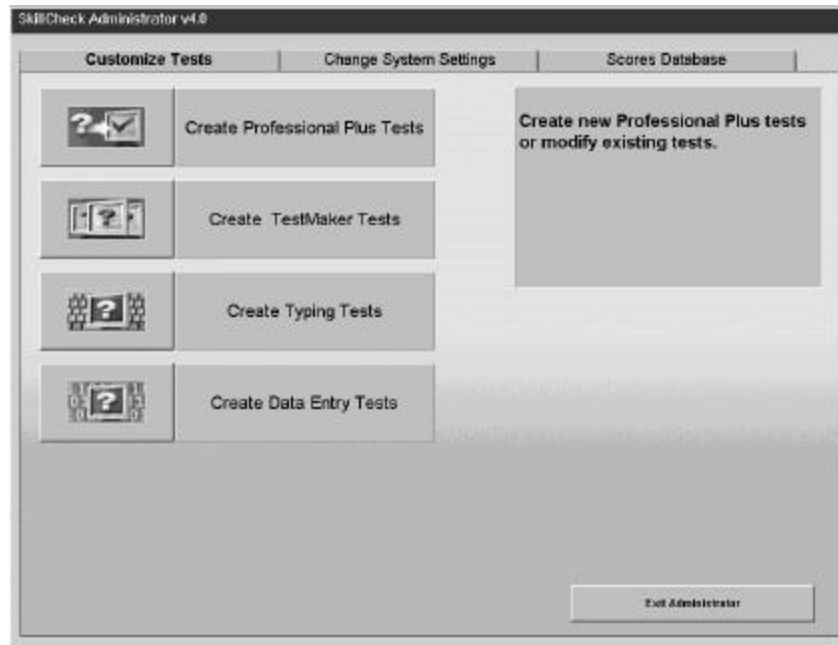 SkillCheck Administrator v4.0
Customize Tests
Change System Settings
Scores Database
Create Professional Plus Tests
Create new Professional Plus tests
or modify existing tests.
Create TestMaker Tests
Create Typing Tests
Create Data Entry Tests
Exit Administrator